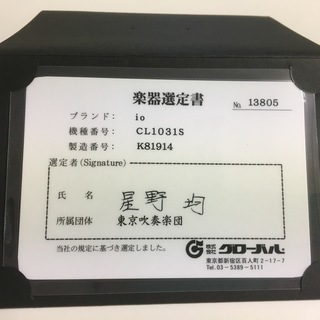 楽器選定書
No. 13805
ブランド: io
機種番号: CL1031S
製造番号: K81914
選定者(Signature)
氏名 星野 均
所属団体 東京吹奏楽団
当社の規定に基づき選定しました。
株式会社 グローバル
東京都新宿区百人町2-17-7
Tel.03-5389-5111